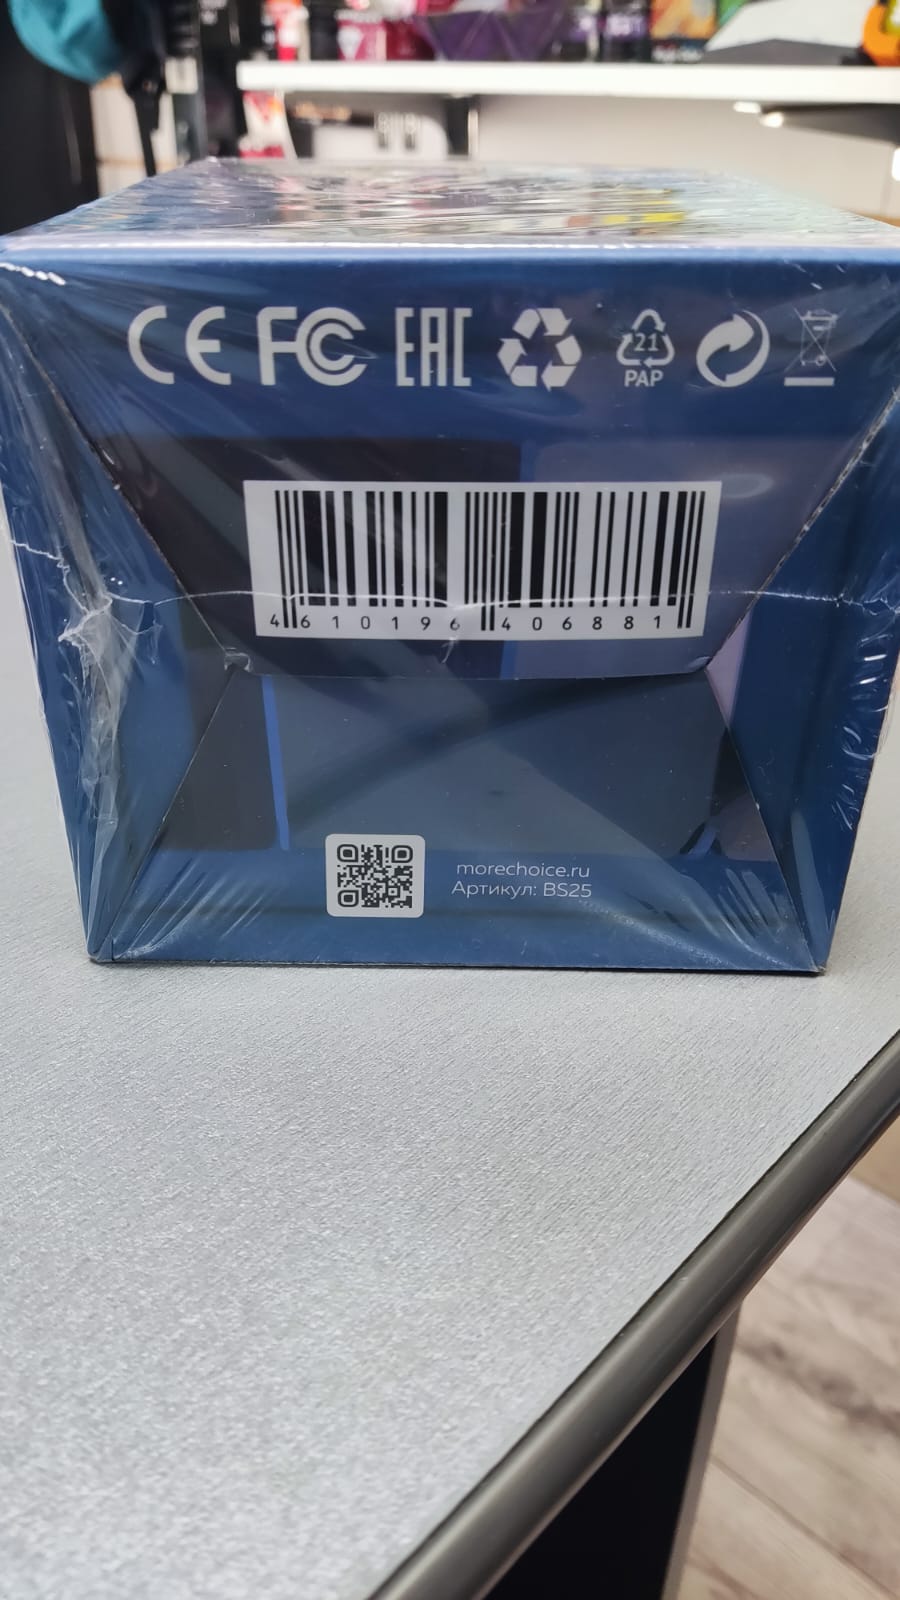 CE FC EAC
21
PAP
4 610196 406881
morechoice.ru
Артикул: BS25